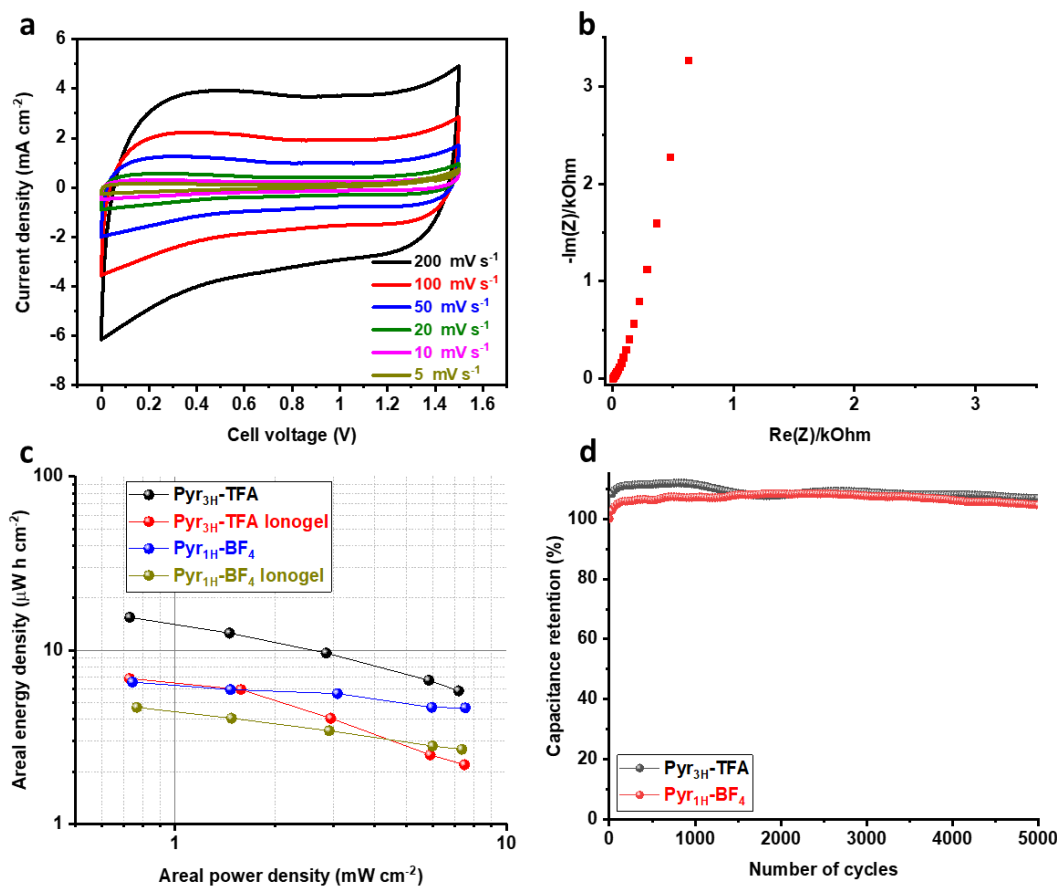 a
Current density (mA cm⁻²)
6
4
2
0
-2
-4
-6
-8
0
0.2
0.4
0.6
0.8
1
1.2
1.4
1.6
Cell voltage (V)
200 mV s⁻¹
100 mV s⁻¹
50 mV s⁻¹
20 mV s⁻¹
10 mV s⁻¹
5 mV s⁻¹
b
-Im(Z)/kOhm
3
2
1
0
0
1
2
3
Re(Z)/kOhm
c
Areal energy density (μW h cm⁻²)
100
10
1
1
10
Areal power density (mW cm⁻²)
Pyr₃H-TFA
Pyr₃H-TFA Ionogel
Pyr₁H-BF₄
Pyr₁H-BF₄ Ionogel
d
Capacitance retention (%)
100
80
60
40
20
0
0
1000
2000
3000
4000
5000
Number of cycles
Pyr₃H-TFA
Pyr₁H-BF₄